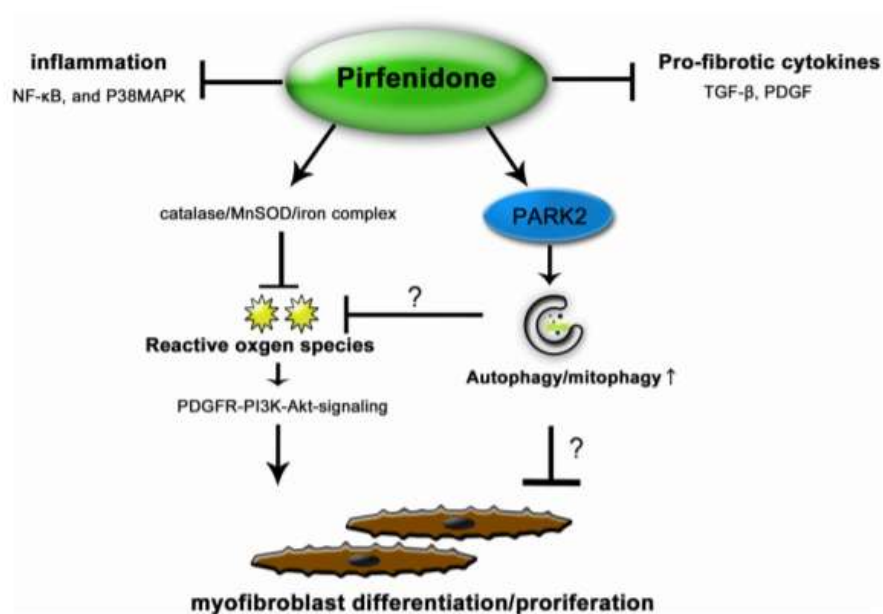 inflammation
NF-κB, and P38MAPK
Pirfenidone
Pro-fibrotic cytokines
TGF-β, PDGF
catalase/MnSOD/iron complex
PARK2
?
Reactive oxgen species
Autophagy/mitophagy ↑
PDGFR-PI3K-Akt-signaling
?
myofibroblast differentiation/proriferation